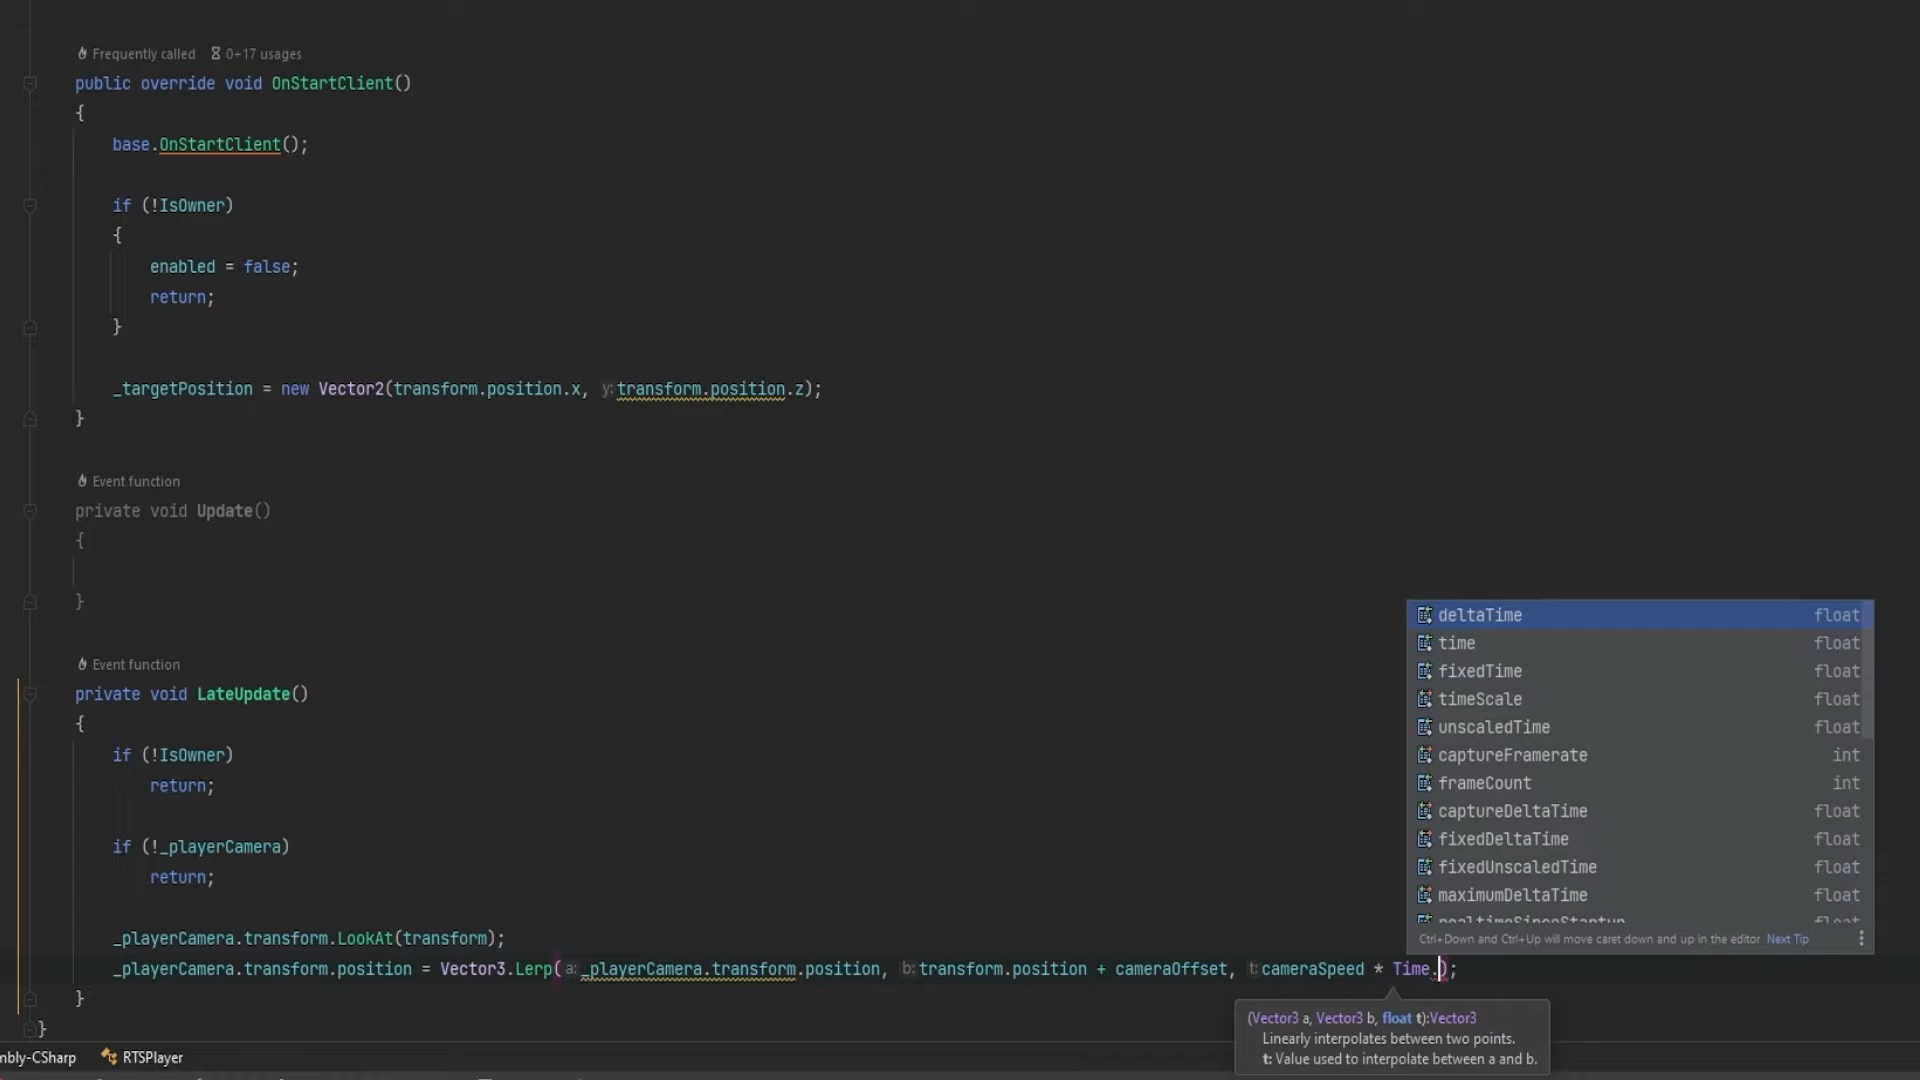 Frequently called 0+17 usages
public override void OnStartClient()
{
base.OnStartClient();
if (!IsOwner)
{
enabled = false;
return;
}
_targetPosition = new Vector2(transform.position.x, y: transform.position.z);
}
Event function
private void Update()
{
}
Event function
private void LateUpdate()
{
if (!IsOwner)
return;
if (!_playerCamera)
return;
_playerCamera.transform.LookAt(transform);
_playerCamera.transform.position = Vector3.Lerp( a: _playerCamera.transform.position, b: transform.position + cameraOffset, t: cameraSpeed * Time.);
}
}
deltaTime float
time float
fixedTime float
timeScale float
unscaledTime float
captureFramerate int
frameCount int
captureDeltaTime float
fixedDeltaTime float
fixedUnscaledTime float
maximumDeltaTime float
realtimeSinceStartup float
Ctrl+Down and Ctrl+Up will move caret down and up in the editor Next Tip
(Vector3 a, Vector3 b, float t):Vector3
Linearly interpolates between two points.
t: Value used to interpolate between a and b.
mbly-CSharp RTSPlayer